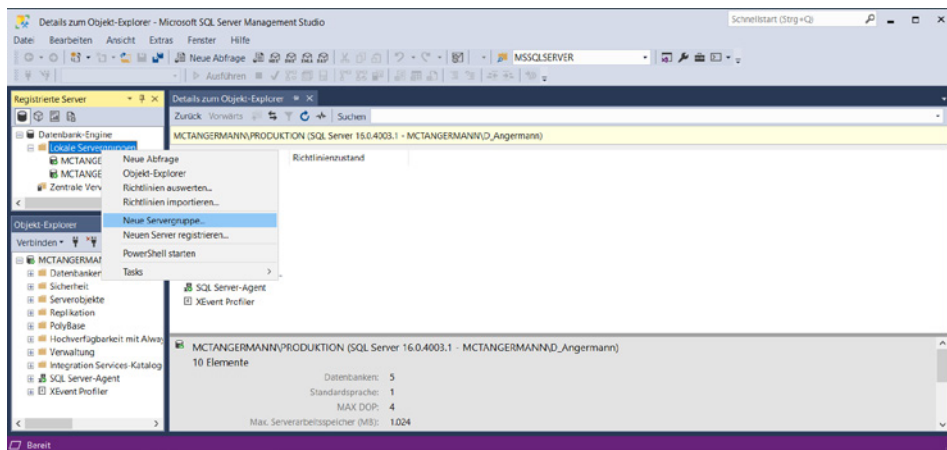 Details zum Objekt-Explorer - Microsoft SQL Server Management Studio
Schnellstart (Strg+Q)
Datei Bearbeiten Ansicht Extras Fenster Hilfe
Neue Abfrage
MSSQLSERVER
Ausführen
Registrierte Server
Details zum Objekt-Explorer
Zurück Vorwärts
Suchen
Datenbank-Engine
Lokale Servergruppen
MCTANGE
MCTANGE
Zentrale Verw
MCTANGERMANN\PRODUKTION (SQL Server 16.0.4003.1 - MCTANGERMANN\D_Angermann)
Richtlinienzustand
Neue Abfrage
Objekt-Explorer
Richtlinien auswerten...
Richtlinien importieren...
Neue Servergruppe...
Neuen Server registrieren...
PowerShell starten
Tasks
Objekt-Explorer
Verbinden
MCTANGERMAN
Datenbanken
Sicherheit
Serverobjekte
Replikation
PolyBase
Hochverfügbarkeit mit Alway
Verwaltung
Integration Services-Katalog
SQL Server-Agent
XEvent Profiler
SQL Server-Agent
XEvent Profiler
MCTANGERMANN\PRODUKTION (SQL Server 16.0.4003.1 - MCTANGERMANN\D_Angermann)
10 Elemente
Datenbanken: 5
Standardsprache: 1
MAX DOP: 4
Max. Serverarbeitsspeicher (MB): 1.024
Bereit